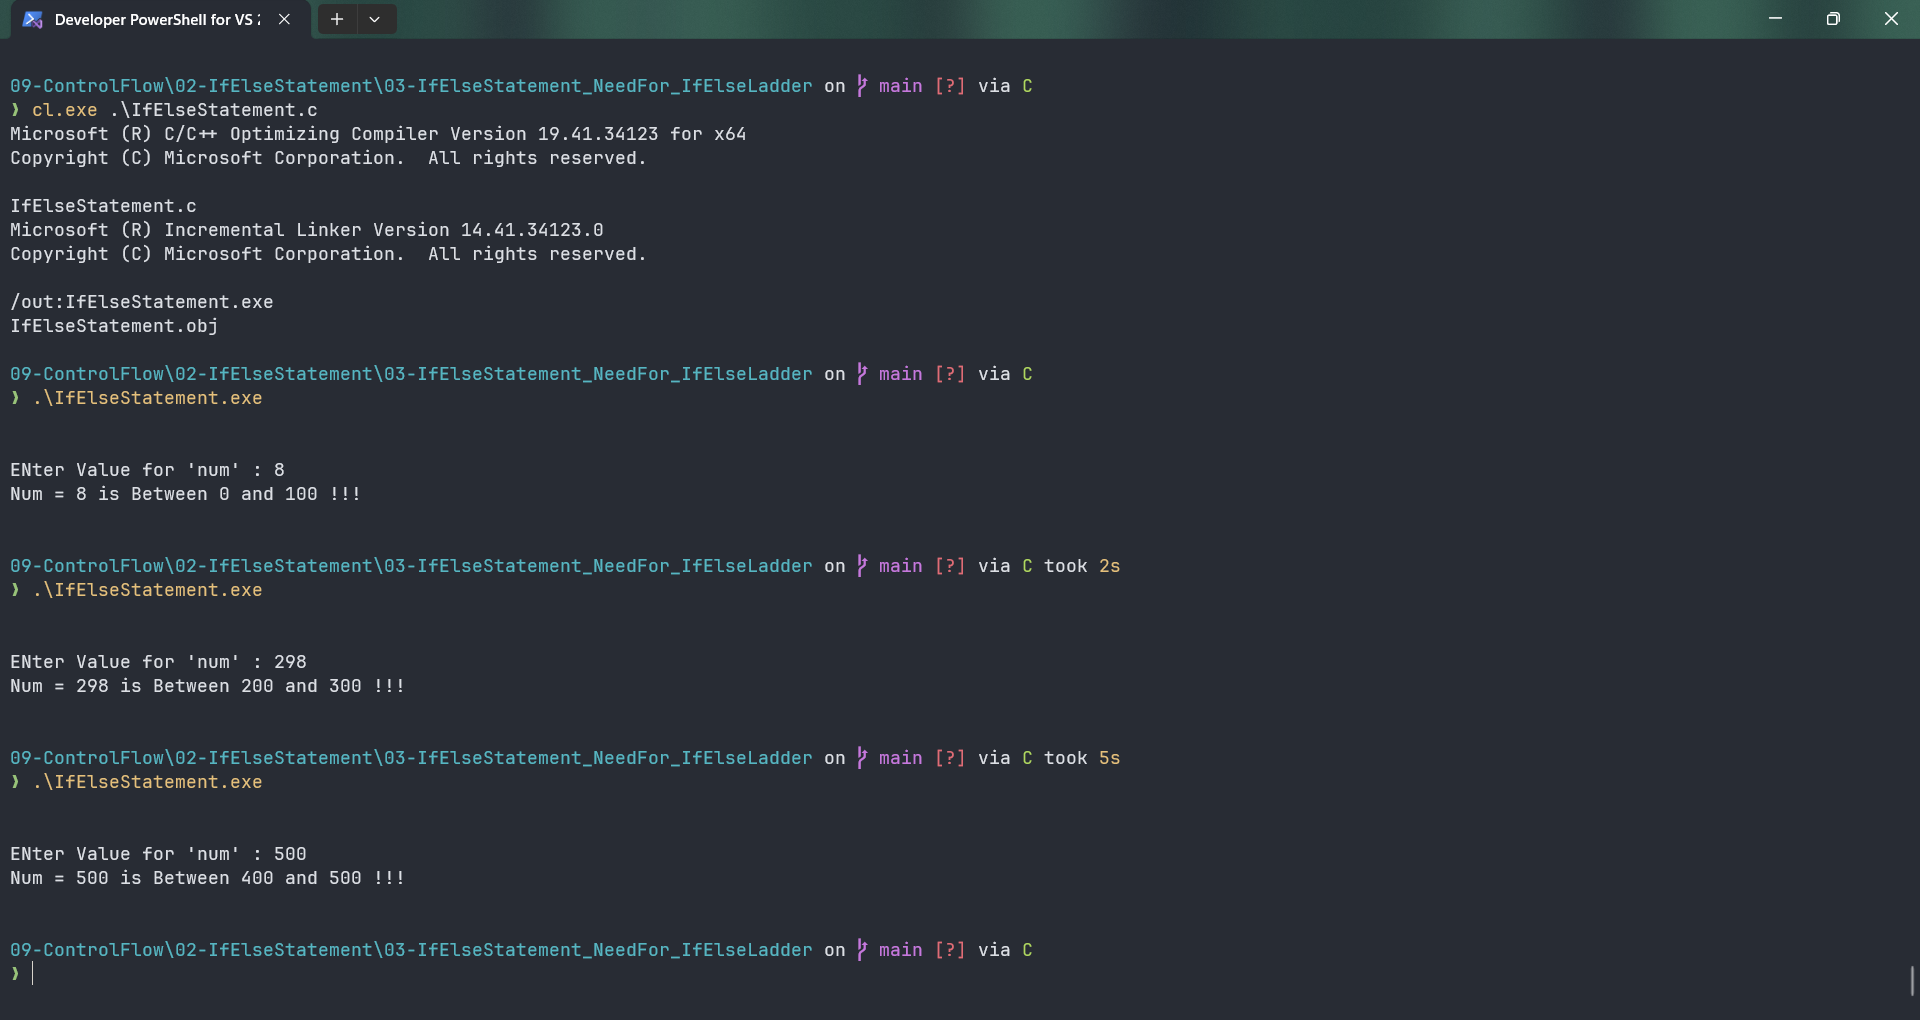 Developer PowerShell for VS 2
09-ControlFlow\02-IfElseStatement\03-IfElseStatement_NeedFor_IfElseLadder on main [?] via C
❯ cl.exe .\IfElseStatement.c
Microsoft (R) C/C++ Optimizing Compiler Version 19.41.34123 for x64
Copyright (C) Microsoft Corporation.  All rights reserved.
IfElseStatement.c
Microsoft (R) Incremental Linker Version 14.41.34123.0
Copyright (C) Microsoft Corporation.  All rights reserved.
/out:IfElseStatement.exe
IfElseStatement.obj
09-ControlFlow\02-IfElseStatement\03-IfElseStatement_NeedFor_IfElseLadder on main [?] via C
❯ .\IfElseStatement.exe
ENter Value for 'num' : 8
Num = 8 is Between 0 and 100 !!!
09-ControlFlow\02-IfElseStatement\03-IfElseStatement_NeedFor_IfElseLadder on main [?] via C took 2s
❯ .\IfElseStatement.exe
ENter Value for 'num' : 298
Num = 298 is Between 200 and 300 !!!
09-ControlFlow\02-IfElseStatement\03-IfElseStatement_NeedFor_IfElseLadder on main [?] via C took 5s
❯ .\IfElseStatement.exe
ENter Value for 'num' : 500
Num = 500 is Between 400 and 500 !!!
09-ControlFlow\02-IfElseStatement\03-IfElseStatement_NeedFor_IfElseLadder on main [?] via C
❯